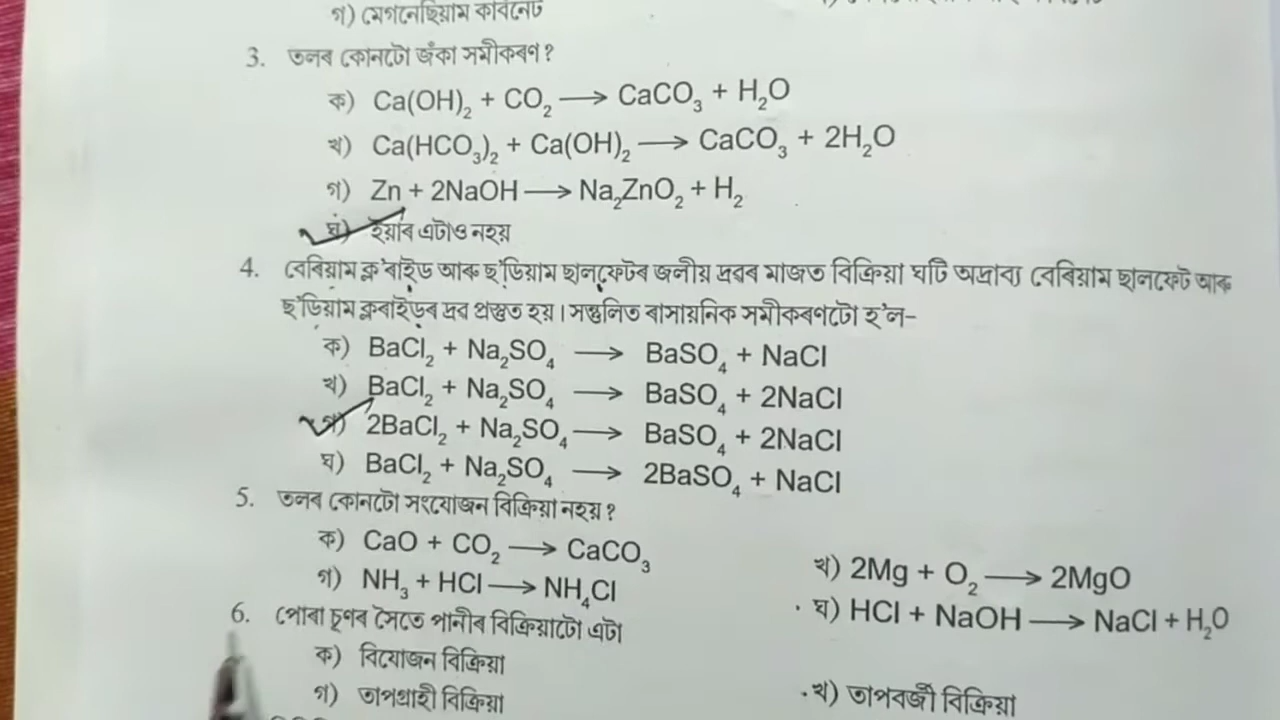 গ) মেগনেছিয়াম কাৰ্বনেট
3. তলৰ কোনটো জঁকা সমীকৰণ?
ক) Ca(OH)₂ + CO₂ ⟶ CaCO₃ + H₂O
খ) Ca(HCO₃)₂ + Ca(OH)₂ ⟶ CaCO₃ + 2H₂O
গ) Zn + 2NaOH ⟶ Na₂ZnO₂ + H₂
ঘ) ইয়াৰ এটাও নহয়
4. বেৰিয়াম ক্ল'ৰাইড আৰু ছ'ডিয়াম ছালফেটৰ জলীয় দ্ৰৱৰ মাজত বিক্ৰিয়া ঘটি অদ্ৰাব্য বেৰিয়াম ছালফেট আৰু
ছ'ডিয়াম ক্লৰাইডৰ দ্ৰৱ প্ৰস্তুত হয়। সন্তুলিত ৰাসায়নিক সমীকৰণটো হ'ল–
ক) BaCl₂ + Na₂SO₄ ⟶ BaSO₄ + NaCl
খ) BaCl₂ + Na₂SO₄ ⟶ BaSO₄ + 2NaCl
গ) 2BaCl₂ + Na₂SO₄ ⟶ BaSO₄ + 2NaCl
ঘ) BaCl₂ + Na₂SO₄ ⟶ 2BaSO₄ + NaCl
5. তলৰ কোনটো সংযোজন বিক্ৰিয়া নহয়?
ক) CaO + CO₂ ⟶ CaCO₃
খ) 2Mg + O₂ ⟶ 2MgO
গ) NH₃ + HCl ⟶ NH₄Cl
ঘ) HCl + NaOH ⟶ NaCl + H₂O
6. পোৰা চূণৰ সৈতে পানীৰ বিক্ৰিয়াটো এটা
ক) বিযোজন বিক্ৰিয়া
খ) তাপবৰ্জী বিক্ৰিয়া
গ) তাপগ্ৰাহী বিক্ৰিয়া